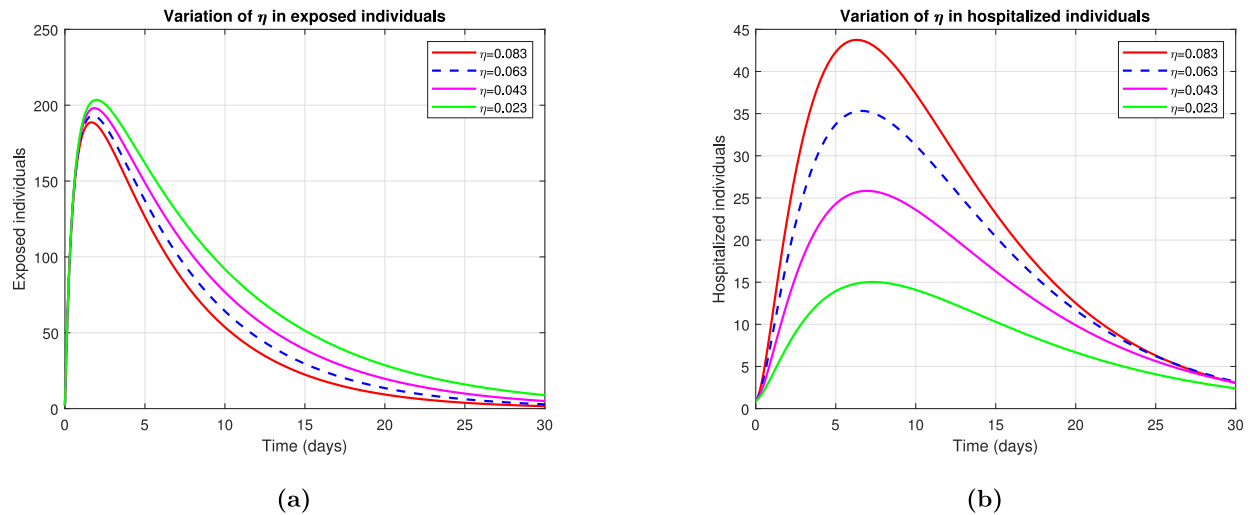 Variation of η in exposed individuals
250
200
150
100
50
0
Exposed individuals
η=0.083
η=0.063
η=0.043
η=0.023
0 5 10 15 20 25 30
Time (days)
(a)
Variation of η in hospitalized individuals
45
40
35
30
25
20
15
10
5
0
Hospitalized individuals
η=0.083
η=0.063
η=0.043
η=0.023
0 5 10 15 20 25 30
Time (days)
(b)